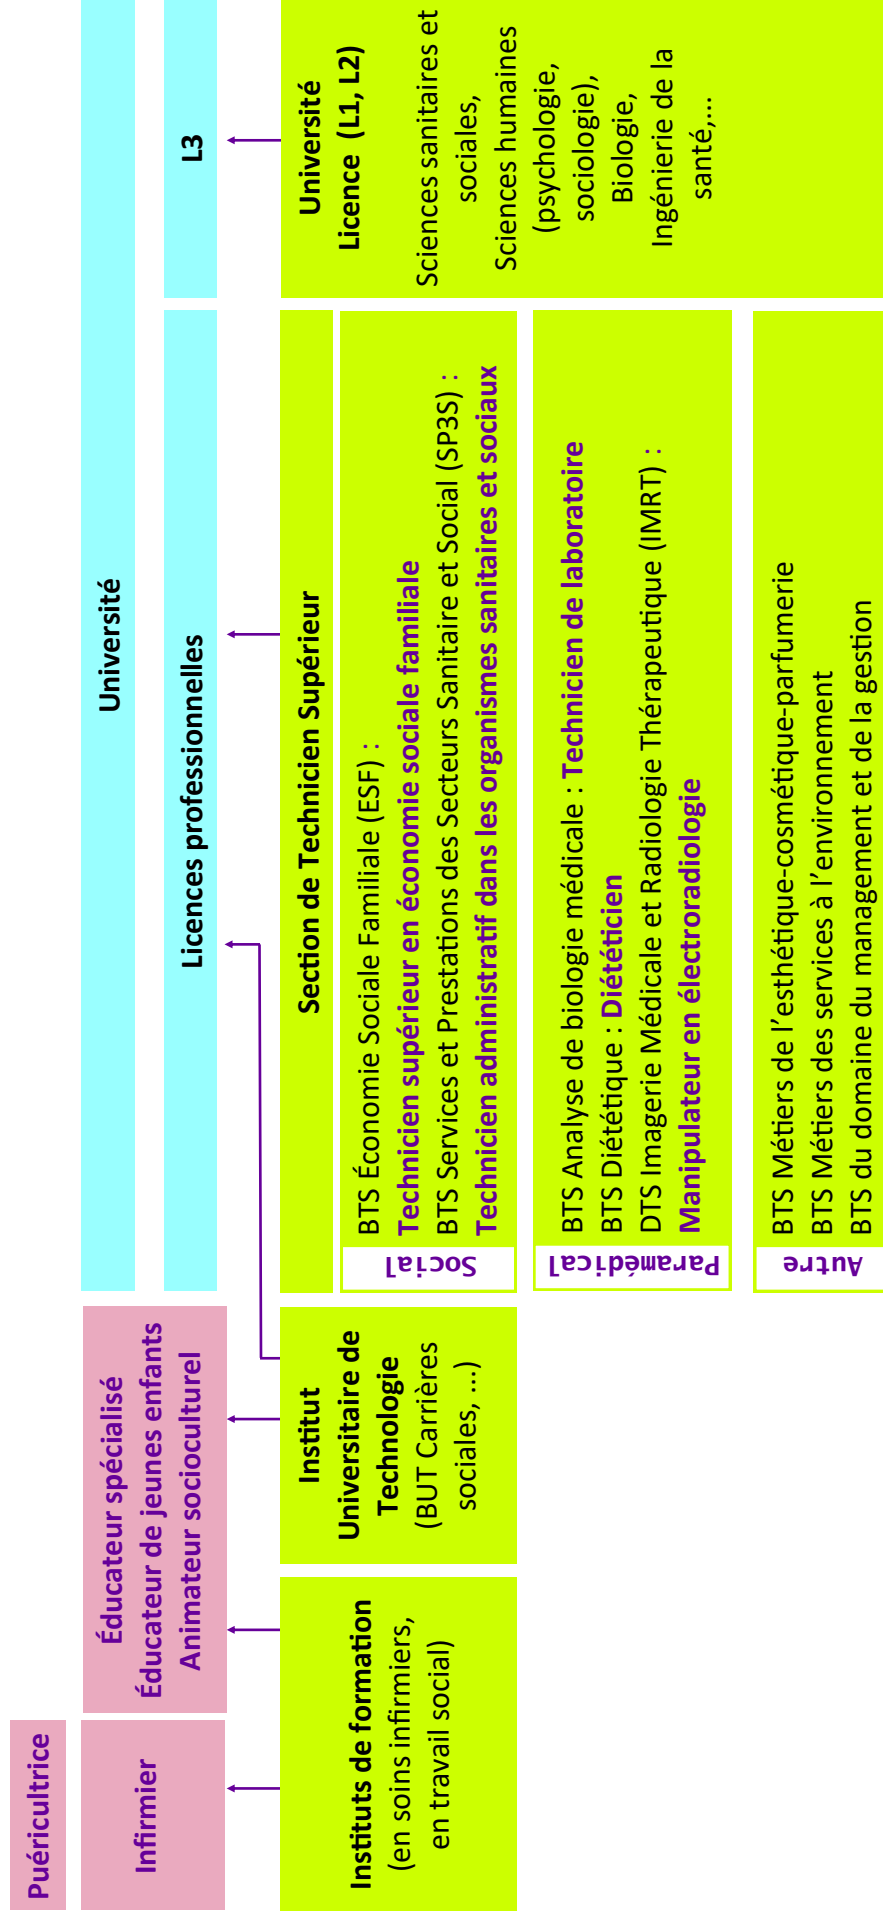 Puéricultrice
Infirmier
Éducateur spécialisé
Éducateur de jeunes enfants
Animateur socioculturel
Université
Licences professionnelles
L3
Instituts de formation
(en soins infirmiers,
en travail social)
Institut
Universitaire de
Technologie
(BUT Carrières
sociales, ...)
Section de Technicien Supérieur
Social
BTS Économie Sociale Familiale (ESF) :
Technicien supérieur en économie sociale familiale
BTS Services et Prestations des Secteurs Sanitaire et Social (SP3S) :
Technicien administratif dans les organismes sanitaires et sociaux
Paramédical
BTS Analyse de biologie médicale : Technicien de laboratoire
BTS Diététique : Diététicien
DTS Imagerie Médicale et Radiologie Thérapeutique (IMRT) :
Manipulateur en électroradiologie
Autre
BTS Métiers de l'esthétique-cosmétique-parfumerie
BTS Métiers des services à l'environnement
BTS du domaine du management et de la gestion
Université
Licence (L1, L2)
Sciences sanitaires et
sociales,
Sciences humaines
(psychologie,
sociologie),
Biologie,
Ingénierie de la
santé,...